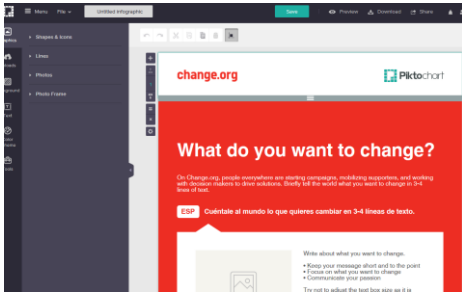 Menu File Untitled Infographic Save Preview Download Share
Shapes & Icons
Lines
Photos
Photo Frame
Text
change.org Piktochart
What do you want to change?
On Change.org, people everywhere are starting campaigns, mobilizing supporters, and working
with decision makers to drive solutions. Briefly tell the world what you want to change in 3-4
lines of text.
ESP Cuéntale al mundo lo que quieres cambiar en 3-4 líneas de texto.
Write about what you want to change.
• Keep your message short and to the point
• Focus on what you want to change
• Communicate your passion
Try not to adjust the text box size as it is